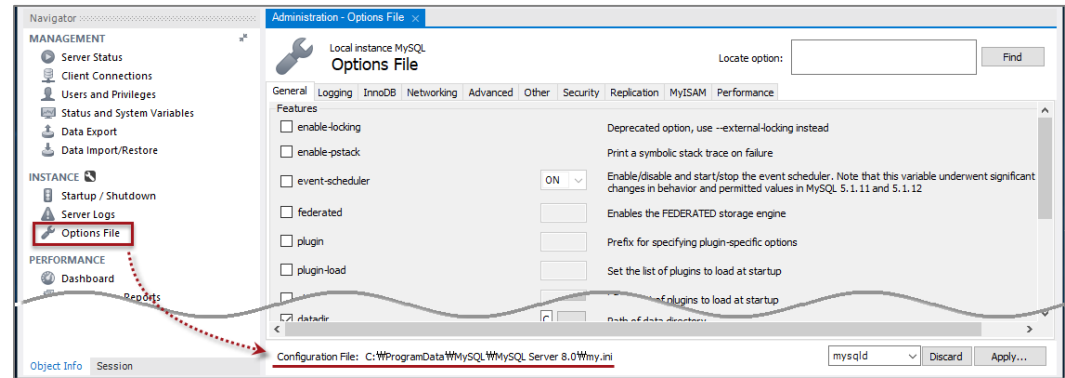 Navigator
MANAGEMENT
Server Status
Client Connections
Users and Privileges
Status and System Variables
Data Export
Data Import/Restore
INSTANCE
Startup / Shutdown
Server Logs
Options File
PERFORMANCE
Dashboard
Reports
Object Info Session
Administration - Options File ×
Local instance MySQL
Options File
Locate option:
Find
General Logging InnoDB Networking Advanced Other Security Replication MyISAM Performance
Features
enable-locking Deprecated option, use --external-locking instead
enable-pstack Print a symbolic stack trace on failure
event-scheduler ON Enable/disable and start/stop the event scheduler. Note that this variable underwent significant
changes in behavior and permitted values in MySQL 5.1.11 and 5.1.12
federated Enables the FEDERATED storage engine
plugin Prefix for specifying plugin-specific options
plugin-load Set the list of plugins to load at startup
of plugins to load at startup
datadir C Path of data directory
Configuration File: C:₩ProgramData₩MySQL₩MySQL Server 8.0₩my.ini
mysqld Discard Apply...